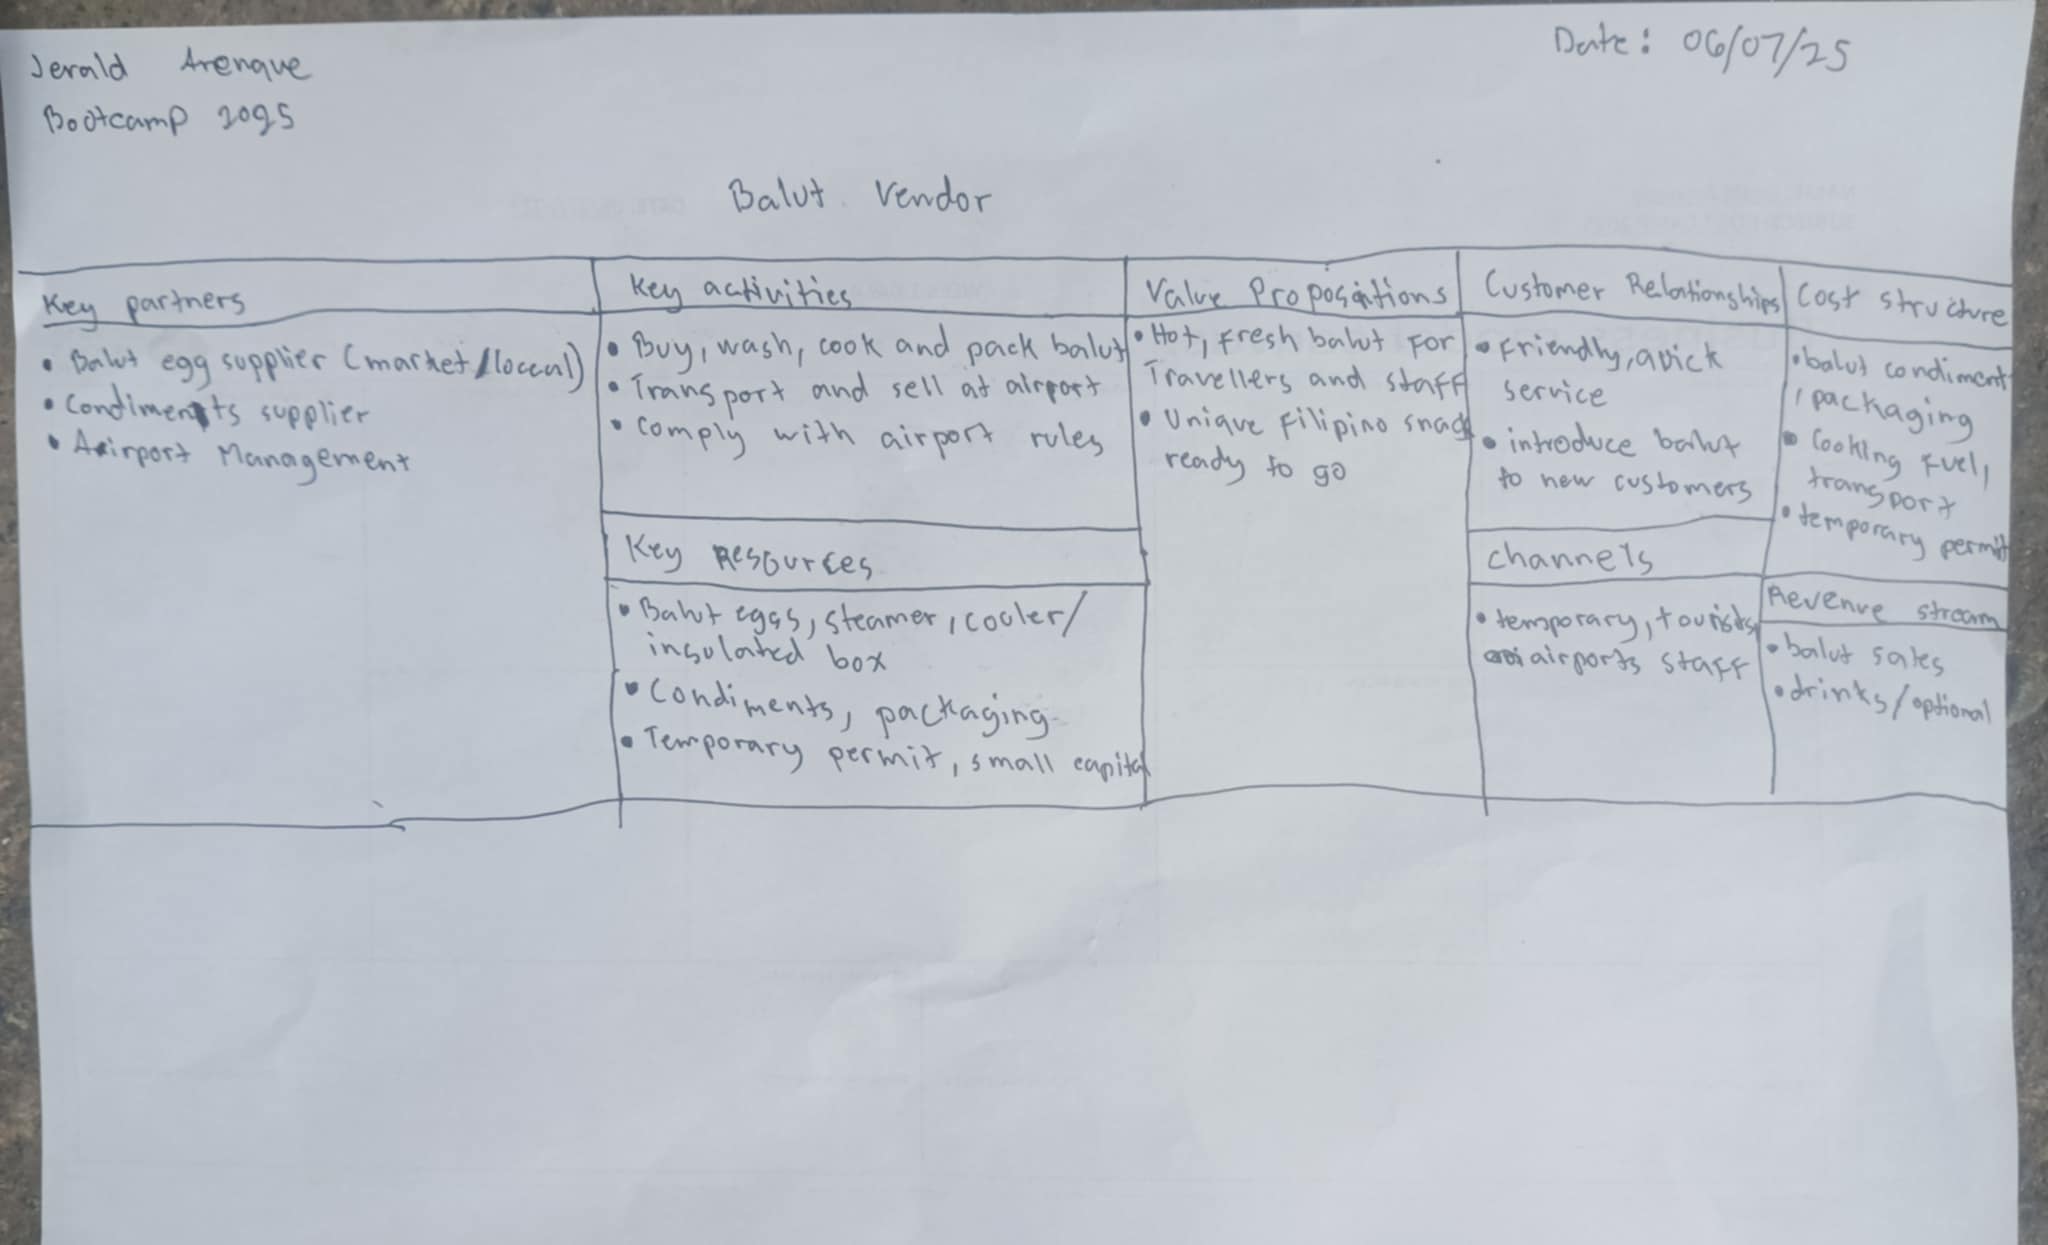 Jerald Arenque
Bootcamp 2025
Date: 06/07/25
Balut Vendor
Key partners
• Balut egg supplier (market/loccal)
• Condiments supplier
• Airport Management
Key activities
• Buy, wash, cook and pack balut
• Transport and sell at airport
• Comply with airport rules
Key Resources
• Balut eggs, steamer, cooler/
insulated box
• Condiments, packaging
• Temporary permit, small capital
Value Propositions
• Hot, Fresh balut For
Travellers and staff
• Unique Filipino snack
ready to go
Customer Relationships
• Friendly, quick
service
• introduce balut
to new customers
Channels
• temporary, tourists,
airports staff
Cost structure
• balut condiment
, packaging
• Cooking fuel,
transport
• temporary permit
Revenue stream
• balut sales
• drinks/optional